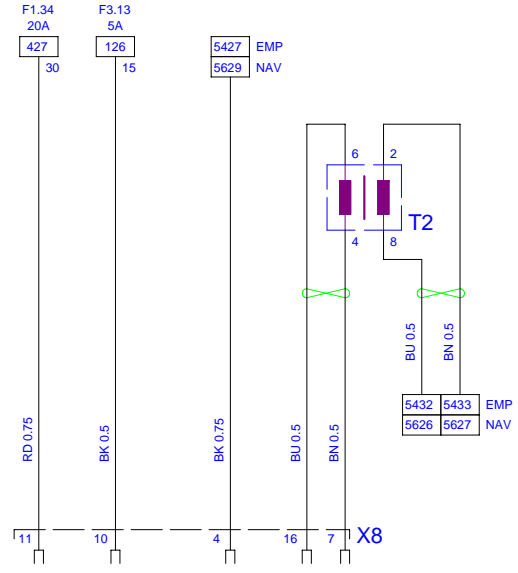 F1.34 F3.13
20A 5A
427 126 5427 EMP
30 15 5629 NAV
6 2
T2
4 8
BU 0.5 BN 0.5
5432 5433 EMP
5626 5627 NAV
RD 0.75 BK 0.5 BK 0.75 BU 0.5 BN 0.5
11 10 4 16 7 X8